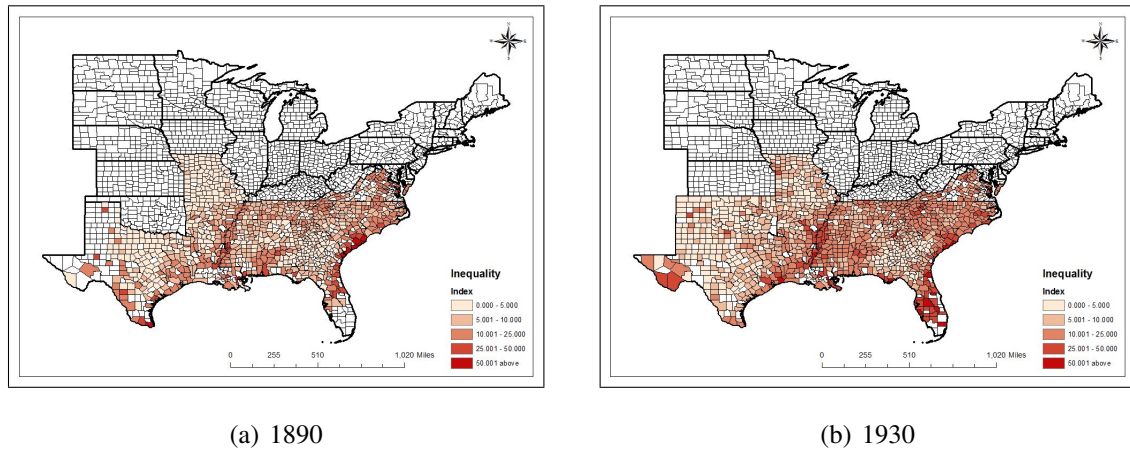 N
W
E
S
Inequality
Index
0.000 - 5.000
5.001 - 10.000
10.001 - 25.000
25.001 - 50.000
50.001 above
0 255 510 1,020 Miles
(a) 1890
N
W
E
S
Inequality
Index
0.000 - 5.000
5.001 - 10.000
10.001 - 25.000
25.001 - 50.000
50.001 above
0 255 510 1,020 Miles
(b) 1930